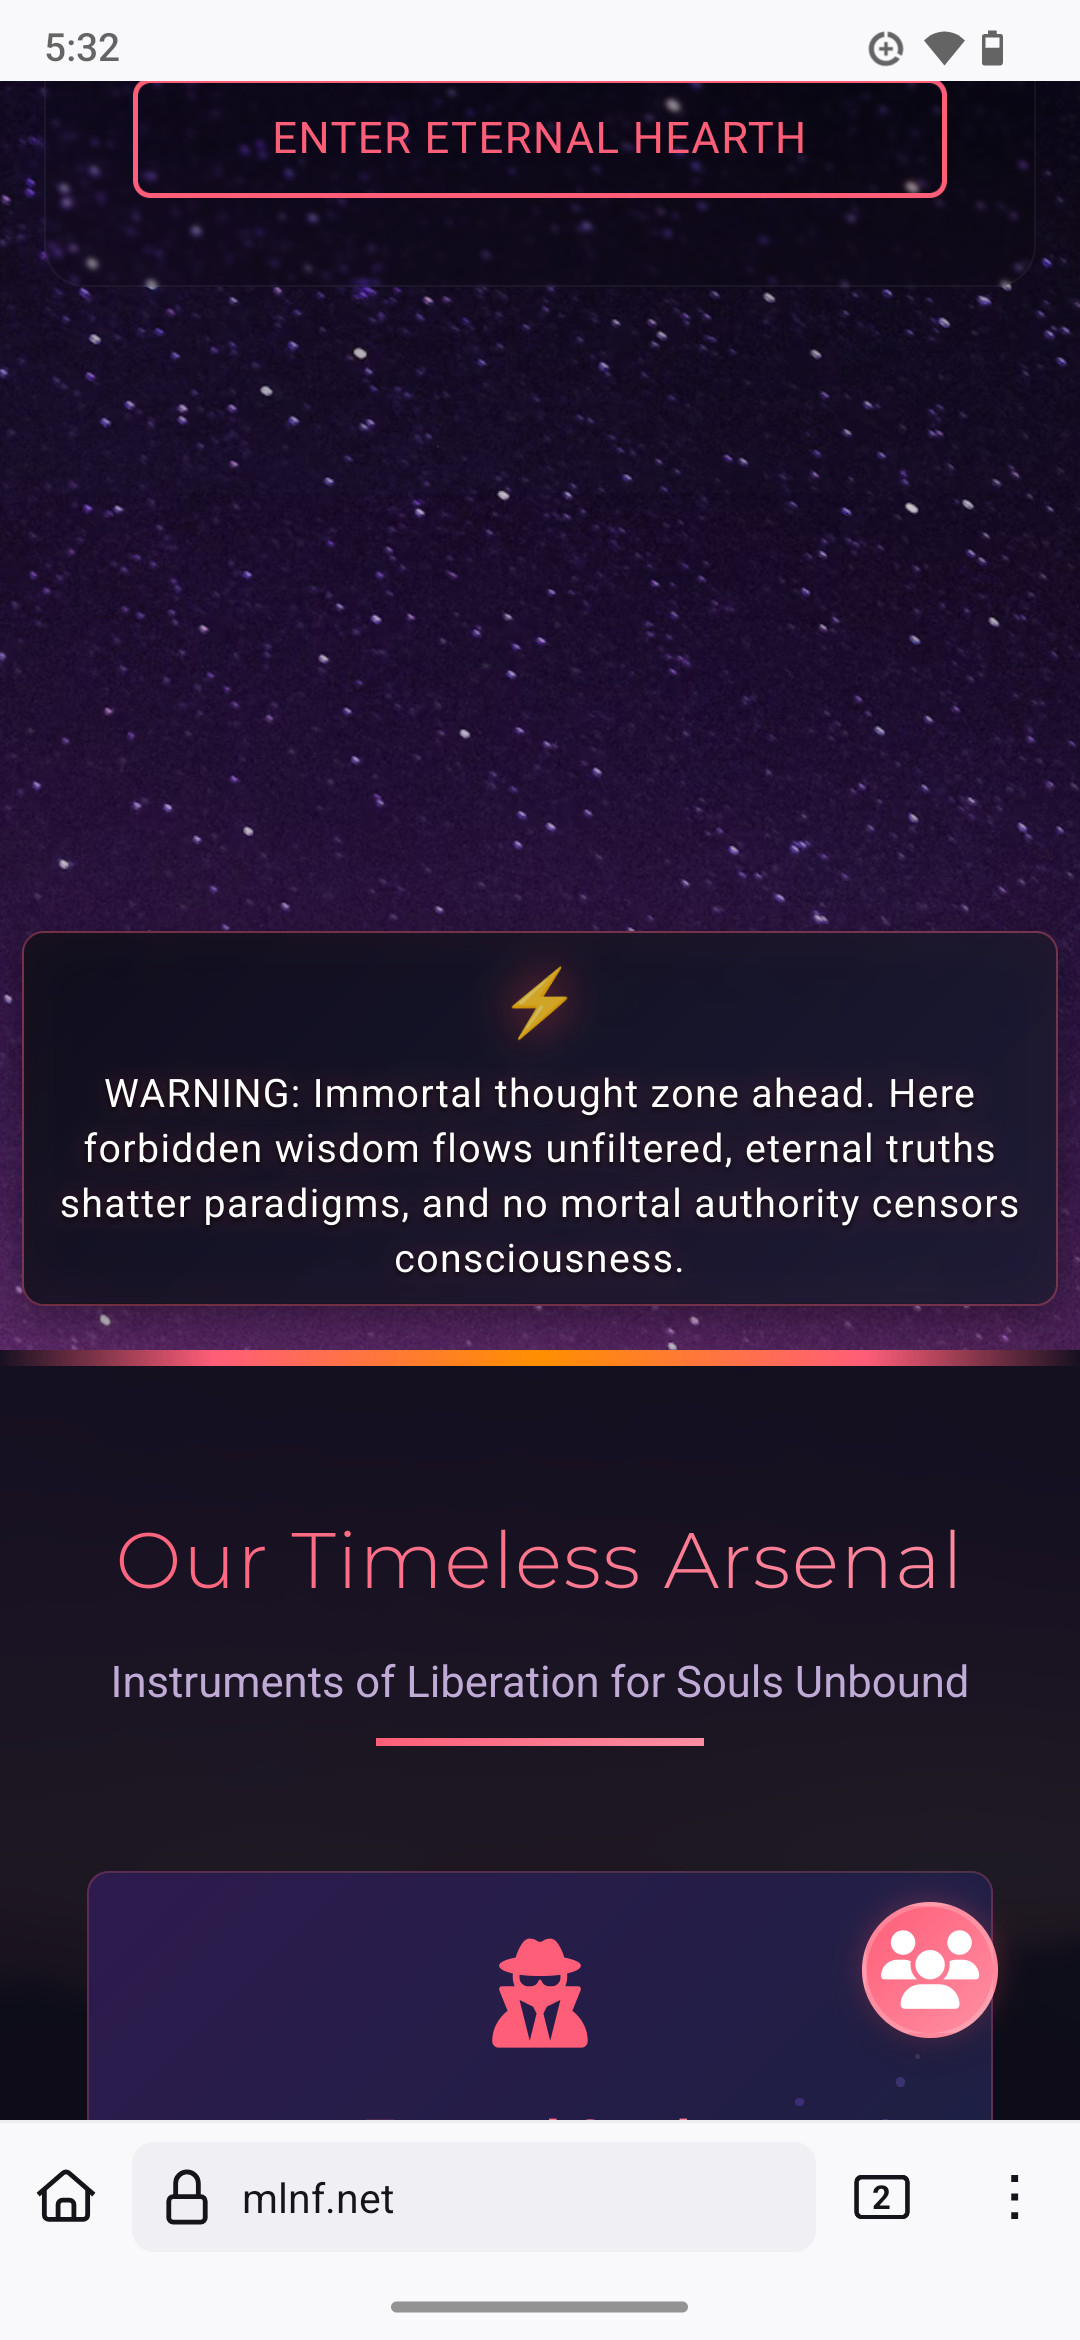 5:32
ENTER ETERNAL HEARTH
WARNING: Immortal thought zone ahead. Here
forbidden wisdom flows unfiltered, eternal truths
shatter paradigms, and no mortal authority censors
consciousness.
Our Timeless Arsenal
Instruments of Liberation for Souls Unbound
mlnf.net
2